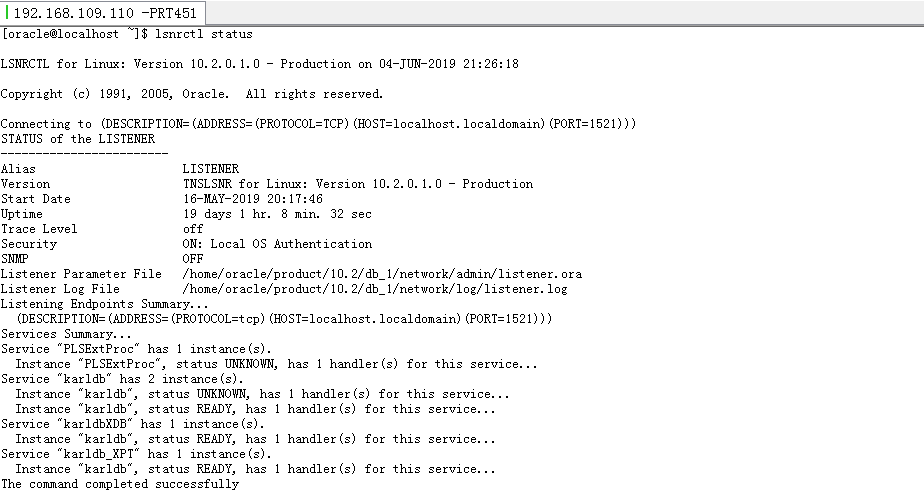 192.168.109.110 -PRT451
[oracle@localhost ~]$ lsnrctl status
LSNRCTL for Linux: Version 10.2.0.1.0 - Production on 04-JUN-2019 21:26:18
Copyright (c) 1991, 2005, Oracle.  All rights reserved.
Connecting to (DESCRIPTION=(ADDRESS=(PROTOCOL=TCP)(HOST=localhost.localdomain)(PORT=1521)))
STATUS of the LISTENER
------------------------
Alias                     LISTENER
Version                   TNSLSNR for Linux: Version 10.2.0.1.0 - Production
Start Date                16-MAY-2019 20:17:46
Uptime                    19 days 1 hr. 8 min. 32 sec
Trace Level               off
Security                  ON: Local OS Authentication
SNMP                      OFF
Listener Parameter File   /home/oracle/product/10.2/db_1/network/admin/listener.ora
Listener Log File         /home/oracle/product/10.2/db_1/network/log/listener.log
Listening Endpoints Summary...
  (DESCRIPTION=(ADDRESS=(PROTOCOL=tcp)(HOST=localhost.localdomain)(PORT=1521)))
Services Summary...
Service "PLSExtProc" has 1 instance(s).
  Instance "PLSExtProc", status UNKNOWN, has 1 handler(s) for this service...
Service "karldb" has 2 instance(s).
  Instance "karldb", status UNKNOWN, has 1 handler(s) for this service...
  Instance "karldb", status READY, has 1 handler(s) for this service...
Service "karldbXDB" has 1 instance(s).
  Instance "karldb", status READY, has 1 handler(s) for this service...
Service "karldb_XPT" has 1 instance(s).
  Instance "karldb", status READY, has 1 handler(s) for this service...
The command completed successfully